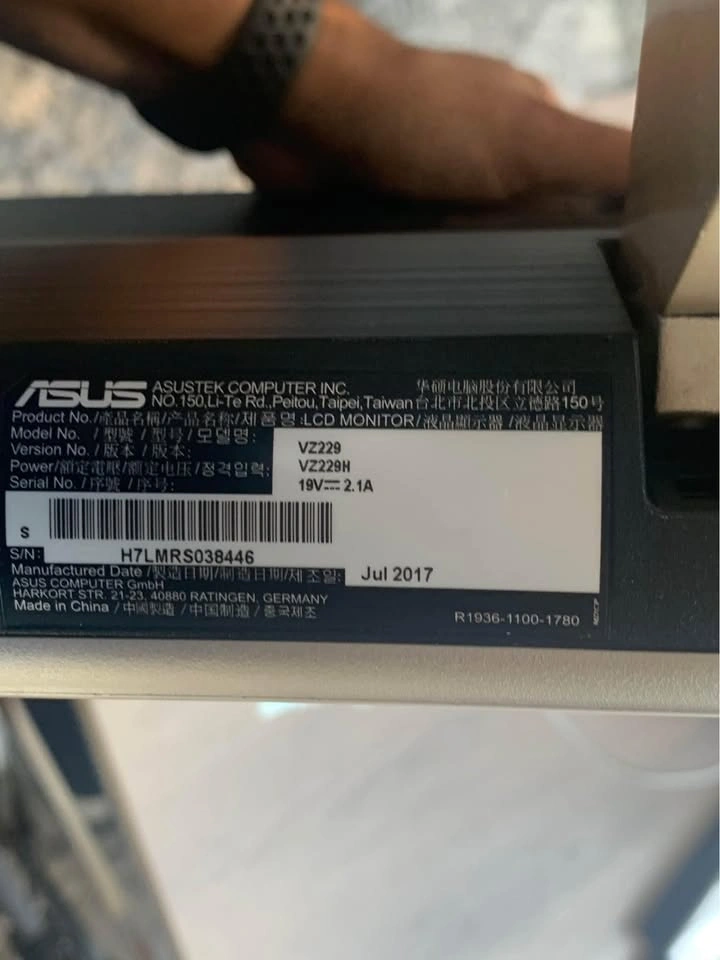 ASUS
ASUSTEK COMPUTER INC. 华硕电脑股份有限公司
NO.150,Li-Te Rd.,Peitou,Taipei,Taiwan 台北市北投区立德路150号
Product No./產品名稱/产品名称/제품명:LCD MONITOR/液晶顯示器/液晶显示器
Model No. /型號/型号/모델명: VZ229
Version No./版本/版本: VZ229H
Power/額定電壓/额定电压/정격입력: 19V⎓2.1A
Serial No./序號/序号:
S
S/N: H7LMRS038446
Manufactured Date/製造日期/制造日期/제조일: Jul 2017
ASUS COMPUTER GmbH
HARKORT STR. 21-23, 40880 RATINGEN, GERMANY
Made in China/中國製造/中国制造/중국제조
R1936-1100-1780